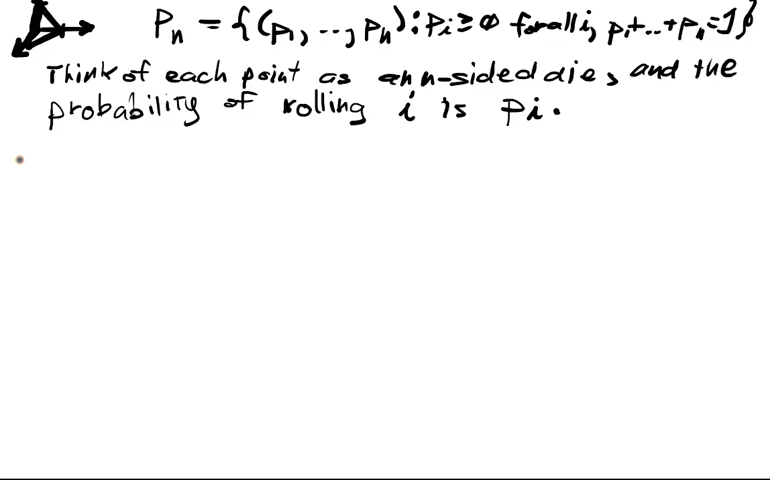 Pn = {(p1, ..., pn): pi ≥ 0 for all i, p1+...+pn=1}
Think of each point as an n-sided die, and the
probability of rolling i is pi.